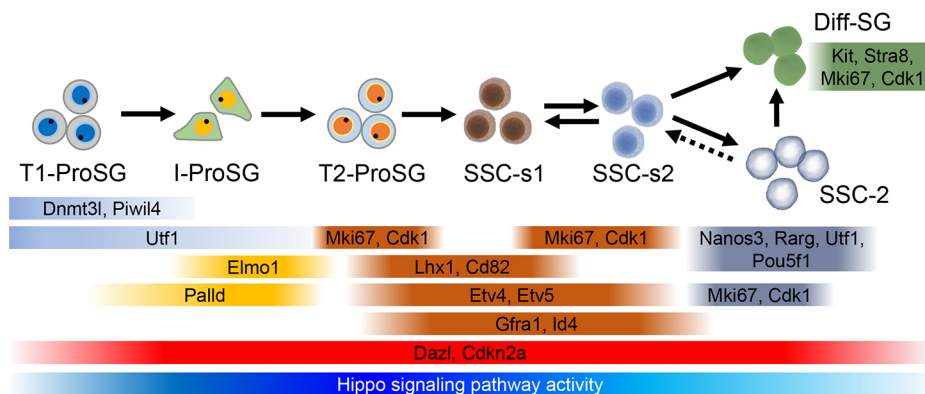 Diff-SG
Kit, Stra8,
Mki67, Cdk1
T1-ProSG
I-ProSG
T2-ProSG
SSC-s1
SSC-s2
SSC-2
Dnmt3l, Piwil4
Utf1
Mki67, Cdk1
Mki67, Cdk1
Nanos3, Rarg, Utf1,
Pou5f1
Elmo1
Lhx1, Cd82
Palld
Etv4, Etv5
Mki67, Cdk1
Gfra1, Id4
Dazl, Cdkn2a
Hippo signaling pathway activity